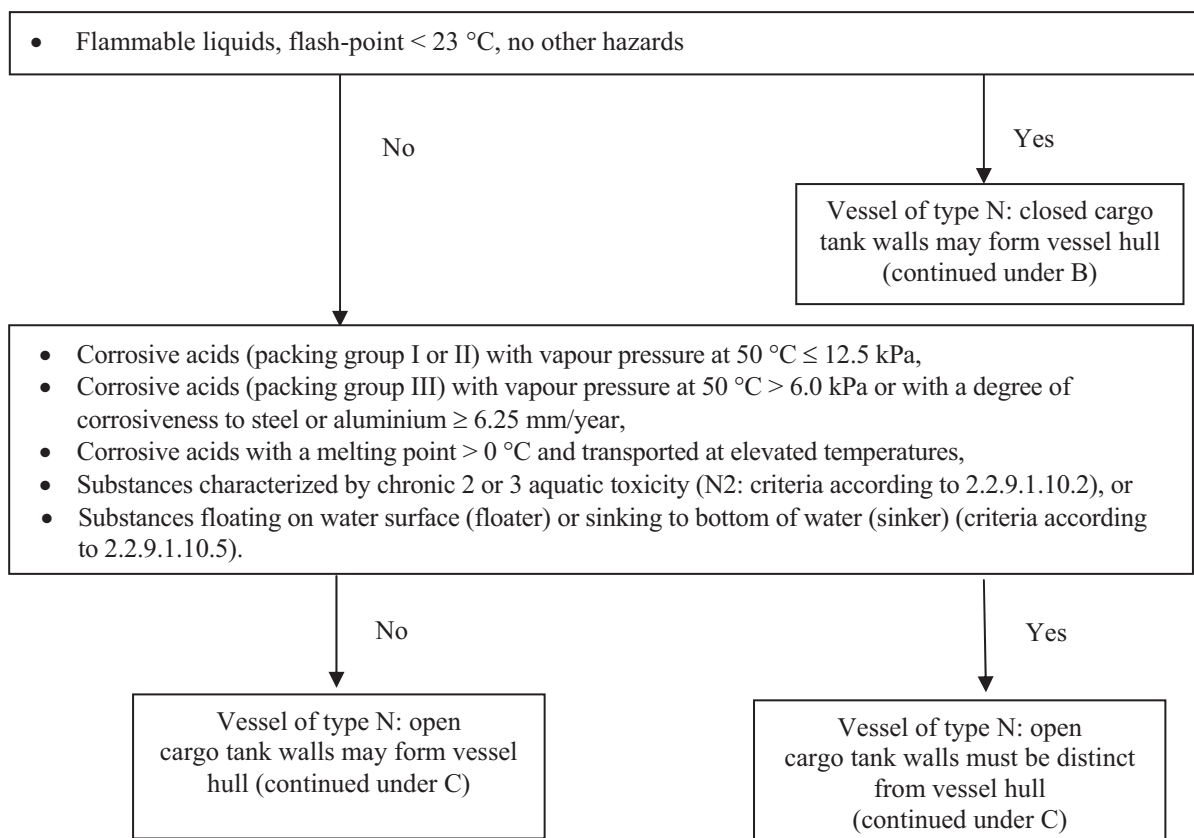 • Flammable liquids, flash-point < 23 °C, no other hazards
No
Yes
Vessel of type N: closed cargo
tank walls may form vessel hull
(continued under B)
• Corrosive acids (packing group I or II) with vapour pressure at 50 °C ≤ 12.5 kPa,
• Corrosive acids (packing group III) with vapour pressure at 50 °C > 6.0 kPa or with a degree of
corrosiveness to steel or aluminium ≥ 6.25 mm/year,
• Corrosive acids with a melting point > 0 °C and transported at elevated temperatures,
• Substances characterized by chronic 2 or 3 aquatic toxicity (N2: criteria according to 2.2.9.1.10.2), or
• Substances floating on water surface (floater) or sinking to bottom of water (sinker) (criteria according
to 2.2.9.1.10.5).
No
Yes
Vessel of type N: open
cargo tank walls may form vessel
hull (continued under C)
Vessel of type N: open
cargo tank walls must be distinct
from vessel hull
(continued under C)